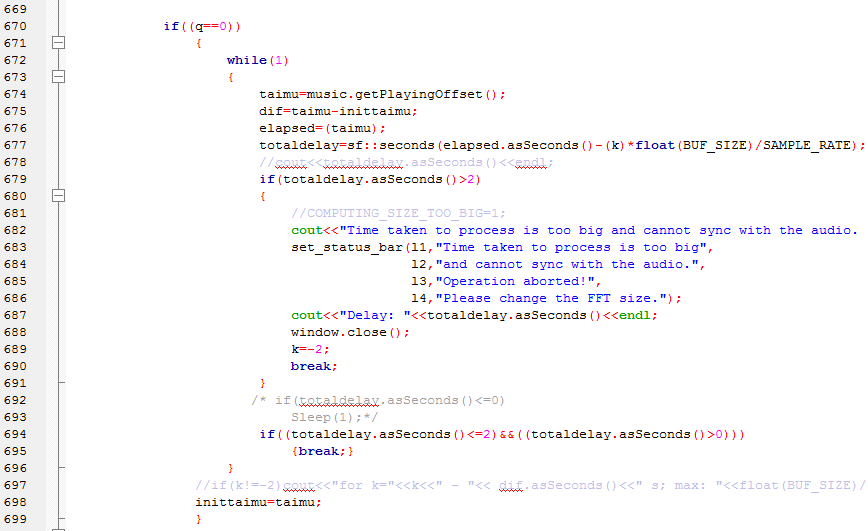 669
670 if((q==0))
671 {
672 while(1)
673 {
674 taimu=music.getPlayingOffset();
675 dif=taimu-inittaimu;
676 elapsed=(taimu);
677 totaldelay=sf::seconds(elapsed.asSeconds()-(k)*float(BUF_SIZE)/SAMPLE_RATE);
678 //cout<<totaldelay.asSeconds()<<endl;
679 if(totaldelay.asSeconds()>2)
680 {
681 //COMPUTING_SIZE_TOO_BIG=1;
682 cout<<"Time taken to process is too big and cannot sync with the audio.
683 set_status_bar(l1,"Time taken to process is too big",
684 l2,"and cannot sync with the audio.",
685 l3,"Operation aborted!",
686 l4,"Please change the FFT size.");
687 cout<<"Delay: "<<totaldelay.asSeconds()<<endl;
688 window.close();
689 k=-2;
690 break;
691 }
692 /* if(totaldelay.asSeconds()<=0)
693 Sleep(1);*/
694 if((totaldelay.asSeconds()<=2)&&((totaldelay.asSeconds()>0)))
695 {break;}
696 }
697 //if(k!=-2)cout<<"for k="<<k<<" - "<< dif.asSeconds()<<" s; max: "<<float(BUF_SIZE)/
698 inittaimu=taimu;
699 }